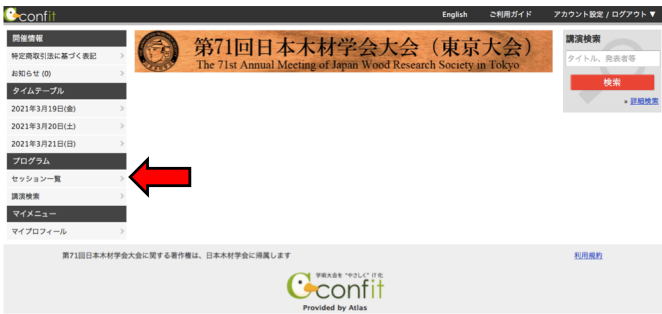 confit
English ご利用ガイド アカウント設定 / ログアウト ▼
開催情報
特定商取引法に基づく表記
お知らせ (0)
タイムテーブル
2021年3月19日(金)
2021年3月20日(土)
2021年3月21日(日)
プログラム
セッション一覧
講演検索
マイメニュー
マイプロフィール
第71回日本木材学会大会（東京大会）
The 71st Annual Meeting of Japan Wood Research Society in Tokyo
講演検索
タイトル、発表者等
検索
» 詳細検索
第71回日本木材学会大会に関する著作権は、日本木材学会に帰属します
利用規約
学術大会を "やさしく" IT化
confit
Provided by Atlas